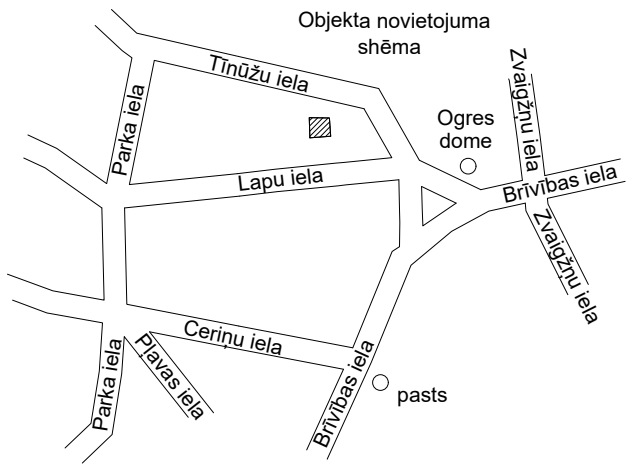 Objekta novietojuma
shēma
Tīnūžu iela
Zvaigžņu iela
Parka iela
Ogres
dome
Lapu iela
Brīvības iela
Zvaigžņu iela
Ceriņu iela
Pļavas iela
Parka iela
Brīvības iela
pasts